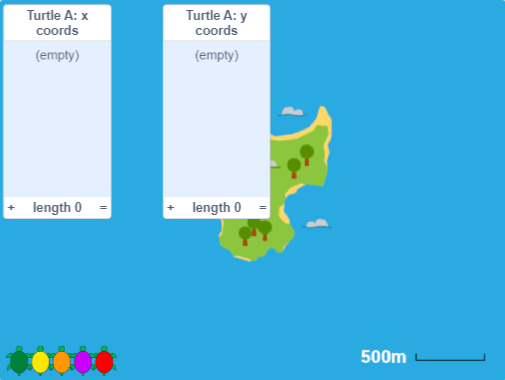 Turtle A: x
coords
(empty)
+ length 0 =
Turtle A: y
coords
(empty)
+ length 0 =
500m